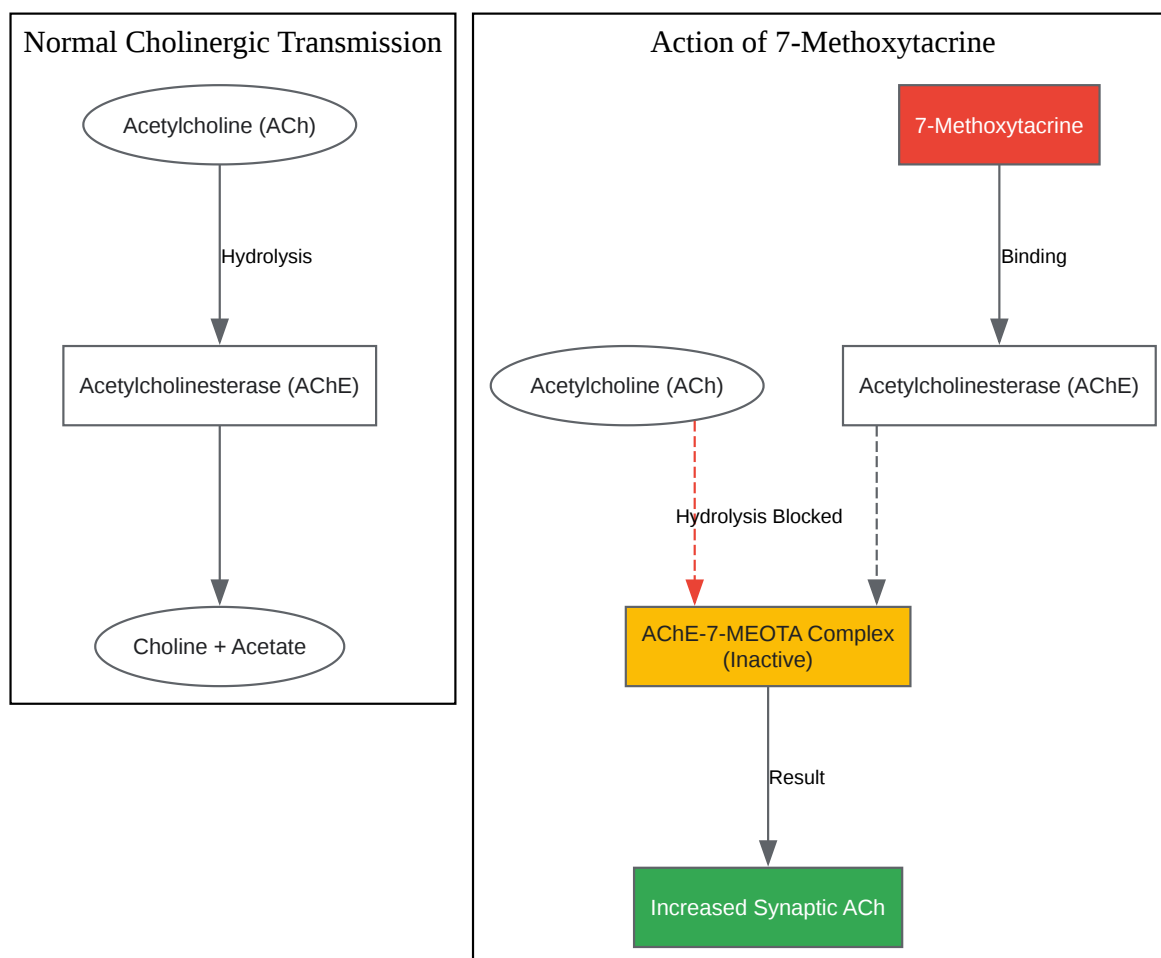 Normal Cholinergic Transmission
Acetylcholine (ACh)
Hydrolysis
Acetylcholinesterase (AChE)
Choline + Acetate
Action of 7-Methoxytacrine
7-Methoxytacrine
Binding
Acetylcholine (ACh)
Acetylcholinesterase (AChE)
Hydrolysis Blocked
AChE-7-MEOTA Complex
(Inactive)
Result
Increased Synaptic ACh